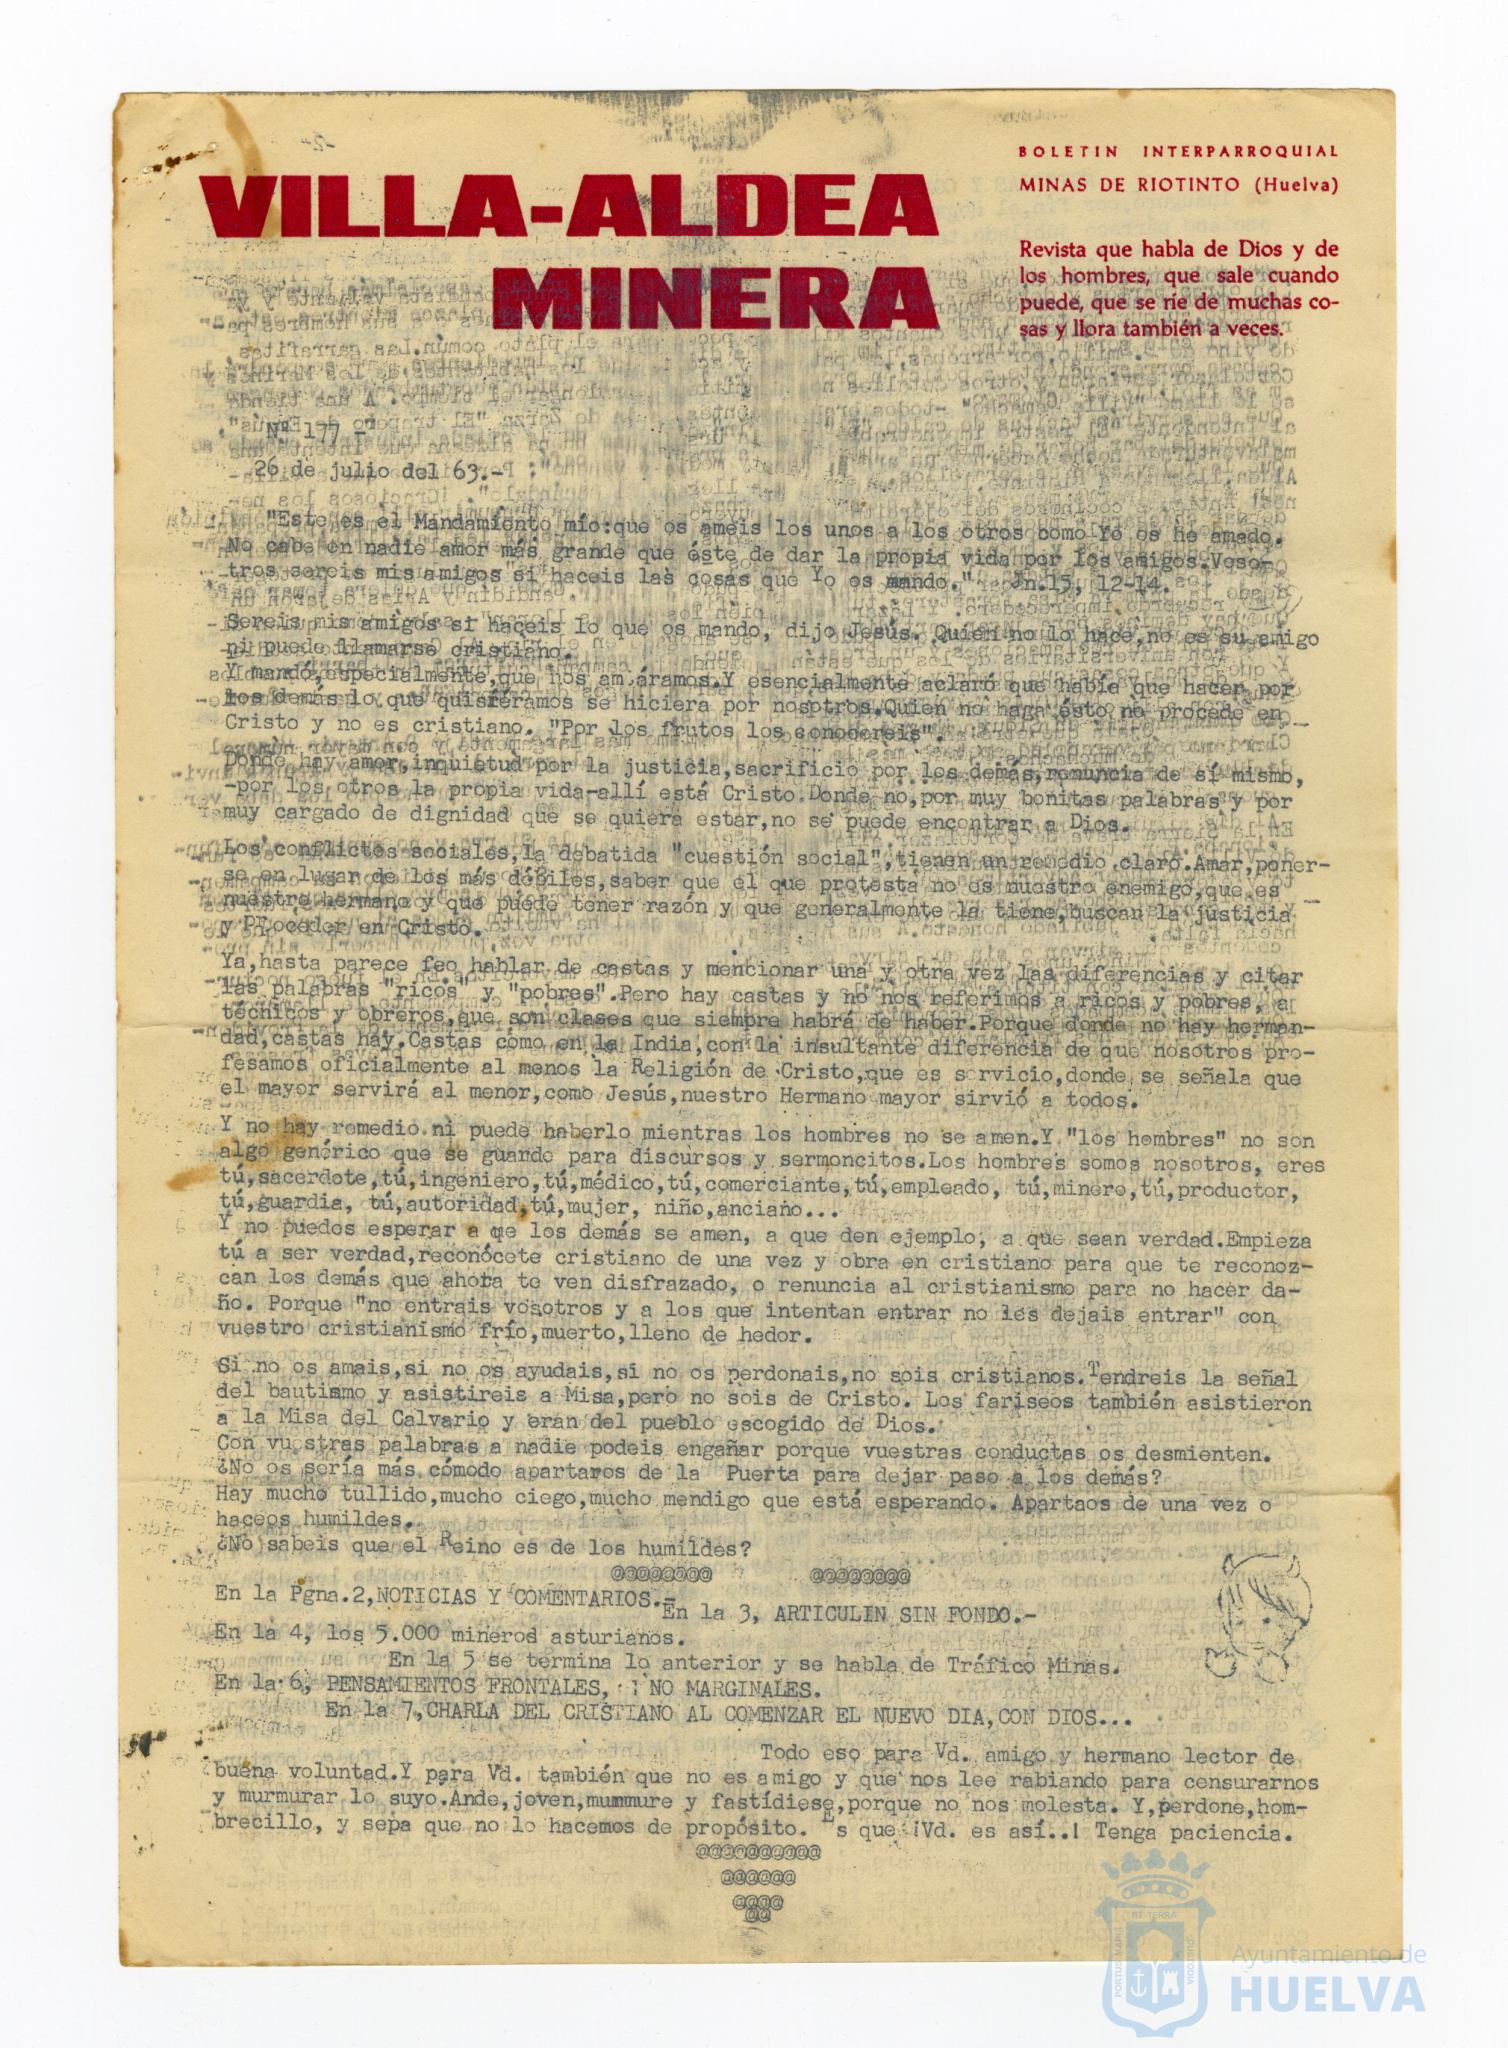 BOLETIN INTERPARROQUIAL
MINAS DE RIOTINTO (Huelva)
VILLA-ALDEA
MINERA
Revista que habla de Dios y de
los hombres, que sale cuando
puede, que se rie de muchas co-
sas y llora también a veces.
Nº 177 -
26 de julio del 63.-
"Este es el Mandamiento mío:que os ameis los unos a los otros como Yo os he amado.
No cabe en nadie amor más grande que éste de dar la propia vida por los amigos.Voso-
tros sereis mis amigos si haceis las cosas que Yo os mando." Jn.15, 12-14.
Sereis mis amigos si haceis lo que os mando, dijo Jesús. Quien no lo hace,no es su amigo
ni puede llamarse cristiano.
Y mandó,especialmente,que nos amáramos.Y esencialmente aclaró que había que hacer por
los demás lo que quisiéramos se hiciera por nosotros.Quien no haga ésto no procede en
Cristo y no es cristiano. "Por los frutos los conocereis".
Donde hay amor,inquietud por la justicia,sacrificio por los demás,renuncia de sí mismo,
-por los otros la propia vida-allí está Cristo.Donde no,por muy bonitas palabras y por
muy cargado de dignidad que se quiera estar,no se puede encontrar a Dios.
Los conflictos sociales,la debatida "cuestión social",tienen un remedio claro.Amar,poner-
se en lugar de los más débiles,saber que el que protesta no es nuestro enemigo,que es
nuestro hermano y que puede tener razón y que generalmente la tiene,buscan la justicia
y PRoceder en Cristo.
Ya,hasta parece feo hablar de castas y mencionar una y otra vez las diferencias y citar
las palabras "ricos" y "pobres".Pero hay castas y no nos referimos a ricos y pobres, a
técnicos y obreros,que son clases que siempre habrá de haber.Porque donde no hay herman-
dad,castas hay.Castas como en la India,con la insultante diferencia de que nosotros pro-
fesamos oficialmente al menos la Religión de Cristo,que es servicio,donde se señala que
el mayor servirá al menor,como Jesús,nuestro Hermano mayor sirvió a todos.
Y no hay remedio ni puede haberlo mientras los hombres no se amen.Y "los hombres" no son
algo genérico que se guarde para discursos y sermoncitos.Los hombres somos nosotros, eres
tú,sacerdote,tú,ingeniero,tú,médico,tú,comerciante,tú,empleado, tú,minero,tú,productor,
tú,guardia, tú,autoridad,tú,mujer, niño,anciano...
Y no puedes esperar a que los demás se amen, a que den ejemplo, a que sean verdad.Empieza
tú a ser verdad,reconócete cristiano de una vez y obra en cristiano para que te reconoz-
can los demás que ahora te ven disfrazado, o renuncia al cristianismo para no hacer da-
ño. Porque "no entrais vosotros y a los que intentan entrar no les dejais entrar" con
vuestro cristianismo frío,muerto,lleno de hedor.
Si no os amais,si no os ayudais,si no os perdonais,no sois cristianos.Tendreis la señal
del bautismo y asistireis a Misa,pero no sois de Cristo. Los fariseos también asistieron
a la Misa del Calvario y eran del pueblo escogido de Dios.
Con vuestras palabras a nadie podeis engañar porque vuestras conductas os desmienten.
¿No os sería más cómodo apartaros de la Puerta para dejar paso a los demás?
Hay mucho tullido,mucho ciego,mucho mendigo que está esperando. Apartaos de una vez o
haceos humildes.
¿No sabeis que el Reino es de los humildes?
@@@@@@@@ @@@@@@@@
En la Pgna.2,NOTICIAS Y COMENTARIOS.-
En la 3, ARTICULIN SIN FONDO.-
En la 4, los 5.000 mineros asturianos.
En la 5 se termina lo anterior y se habla de Tráfico Minas.
En la 6, PENSAMIENTOS FRONTALES, ¡NO MARGINALES.
En la 7,CHARLA DEL CRISTIANO AL COMENZAR EL NUEVO DIA,CON DIOS...
Todo eso para Vd. amigo y hermano lector de
buena voluntad.Y para Vd. también que no es amigo y que nos lee rabiando para censurarnos
y murmurar lo suyo.Ande,joven,mummure y fastídiese,porque no nos molesta. Y,perdone,hom-
brecillo, y sepa que no lo hacemos de propósito. Es que ¡Vd. es así..! Tenga paciencia.
@@@@@@@@@@
@@@@@@
@@@@
@@
Ayuntamiento de
HUELVA